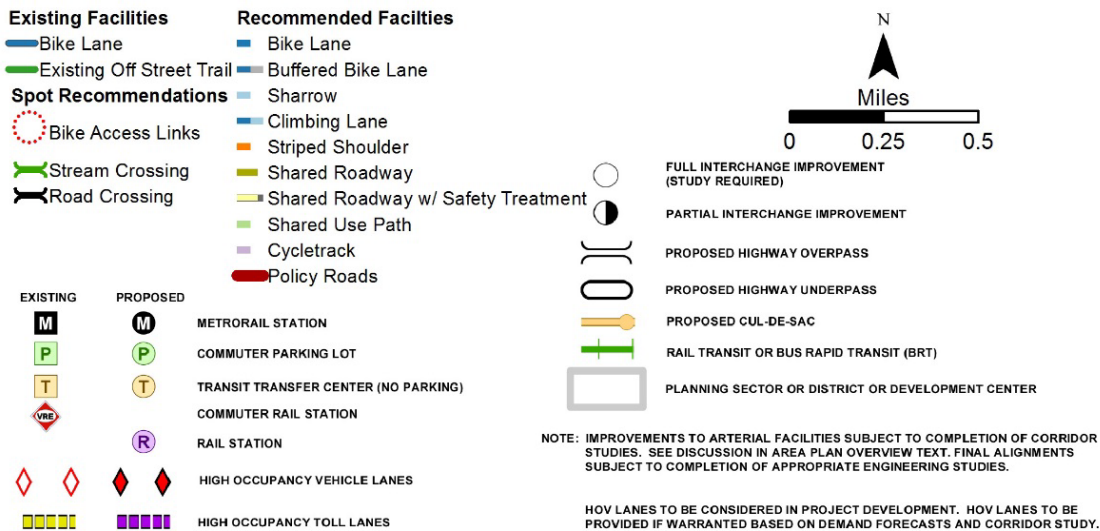 Existing Facilities
Bike Lane
Existing Off Street Trail
Spot Recommendations
Bike Access Links
Stream Crossing
Road Crossing
Recommended Facilties
Bike Lane
Buffered Bike Lane
Sharrow
Climbing Lane
Striped Shoulder
Shared Roadway
Shared Roadway w/ Safety Treatment
Shared Use Path
Cycletrack
Policy Roads
EXISTING PROPOSED
M M METRORAIL STATION
P P COMMUTER PARKING LOT
T T TRANSIT TRANSFER CENTER (NO PARKING)
VRE COMMUTER RAIL STATION
R RAIL STATION
HIGH OCCUPANCY VEHICLE LANES
HIGH OCCUPANCY TOLL LANES
N
Miles
0 0.25 0.5
FULL INTERCHANGE IMPROVEMENT
(STUDY REQUIRED)
PARTIAL INTERCHANGE IMPROVEMENT
PROPOSED HIGHWAY OVERPASS
PROPOSED HIGHWAY UNDERPASS
PROPOSED CUL-DE-SAC
RAIL TRANSIT OR BUS RAPID TRANSIT (BRT)
PLANNING SECTOR OR DISTRICT OR DEVELOPMENT CENTER
NOTE: IMPROVEMENTS TO ARTERIAL FACILITIES SUBJECT TO COMPLETION OF CORRIDOR
STUDIES. SEE DISCUSSION IN AREA PLAN OVERVIEW TEXT. FINAL ALIGNMENTS
SUBJECT TO COMPLETION OF APPROPRIATE ENGINEERING STUDIES.
HOV LANES TO BE CONSIDERED IN PROJECT DEVELOPMENT. HOV LANES TO BE
PROVIDED IF WARRANTED BASED ON DEMAND FORECASTS AND CORRIDOR STUDY.